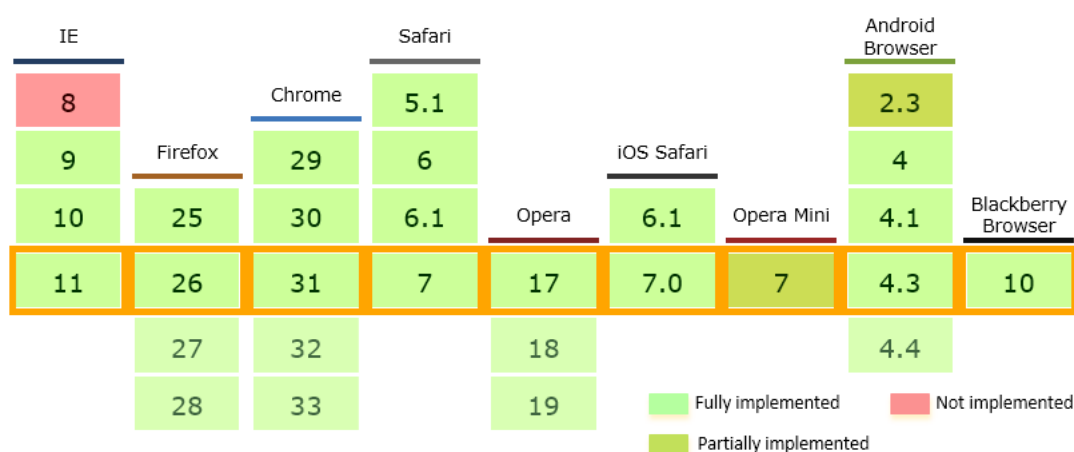 IE
Safari
Android
Browser
8
5.1
2.3
Chrome
9
Firefox
29
6
iOS Safari
4
10
25
30
6.1
Opera
6.1
Opera Mini
4.1
Blackberry
Browser
11
26
31
7
17
7.0
7
4.3
10
27
32
18
4.4
28
33
19
Fully implemented
Not implemented
Partially implemented